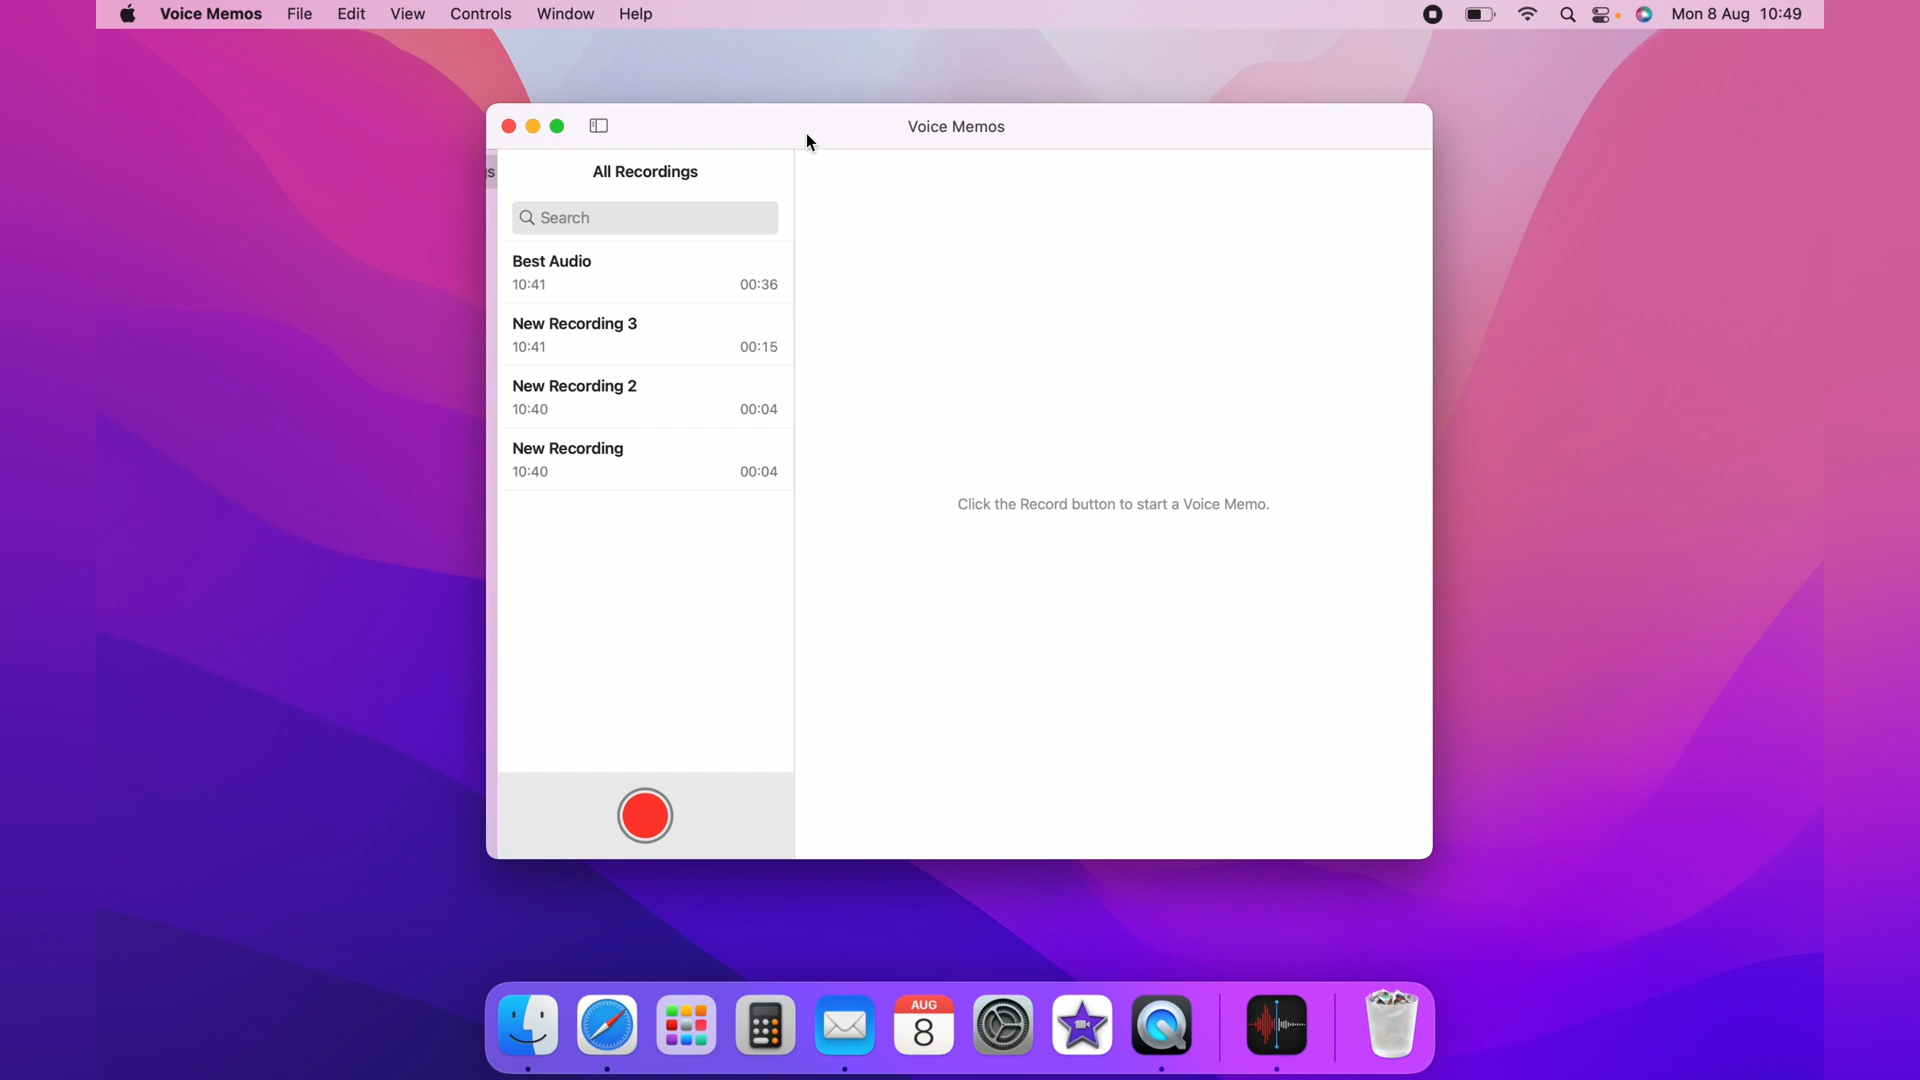 Voice Memos File Edit View Controls Window Help Mon 8 Aug 10:49
Voice Memos
gs
All Recordings
Search
Best Audio
10:41 00:36
New Recording 3
10:41 00:15
New Recording 2
10:40 00:04
New Recording
10:40 00:04
Click the Record button to start a Voice Memo.
AUG
8